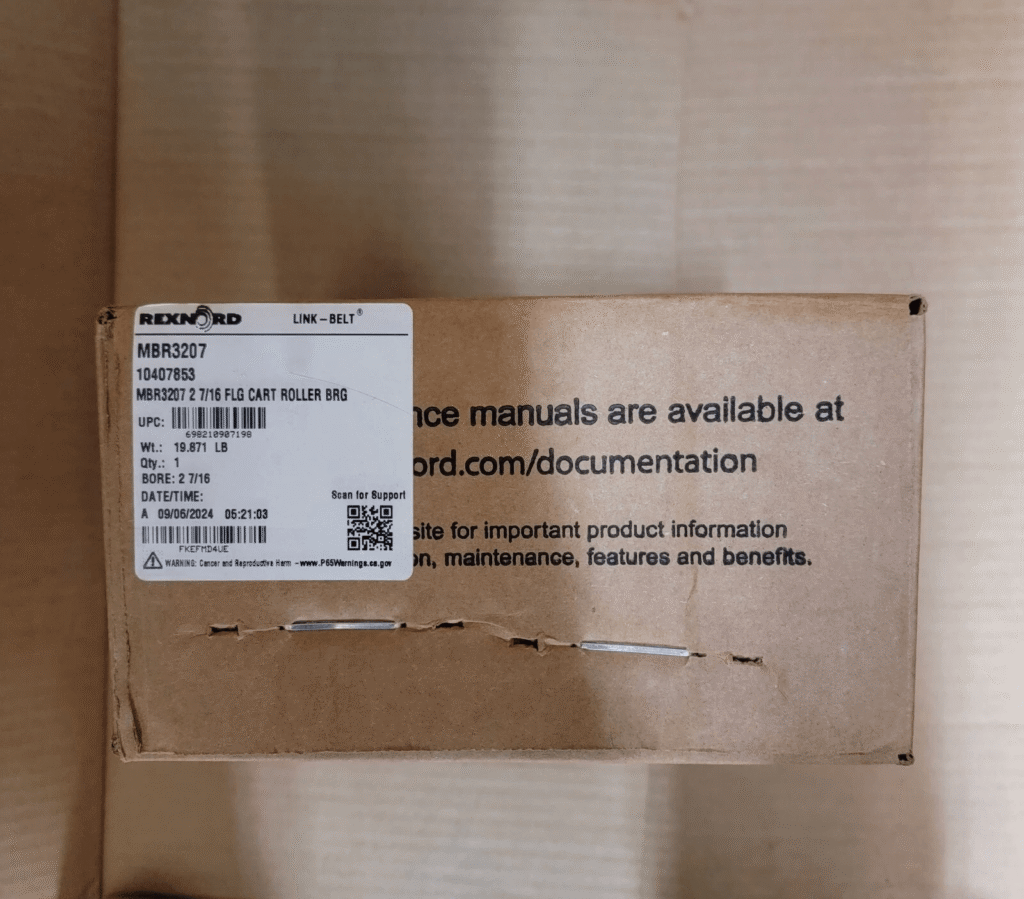 REXNORD LINK-BELT®
MBR3207
10407853
MBR3207 2 7/16 FLG CART ROLLER BRG
UPC:
698210907198
Wt.: 19.871 LB
Qty.: 1
BORE: 2 7/16
DATE/TIME:
Scan for Support
A 09/06/2024 05:21:03
FKEFMD4UE
WARNING: Cancer and Reproductive Harm -www.P65Warnings.ca.gov
nce manuals are available at
ord.com/documentation
site for important product information
on, maintenance, features and benefits.